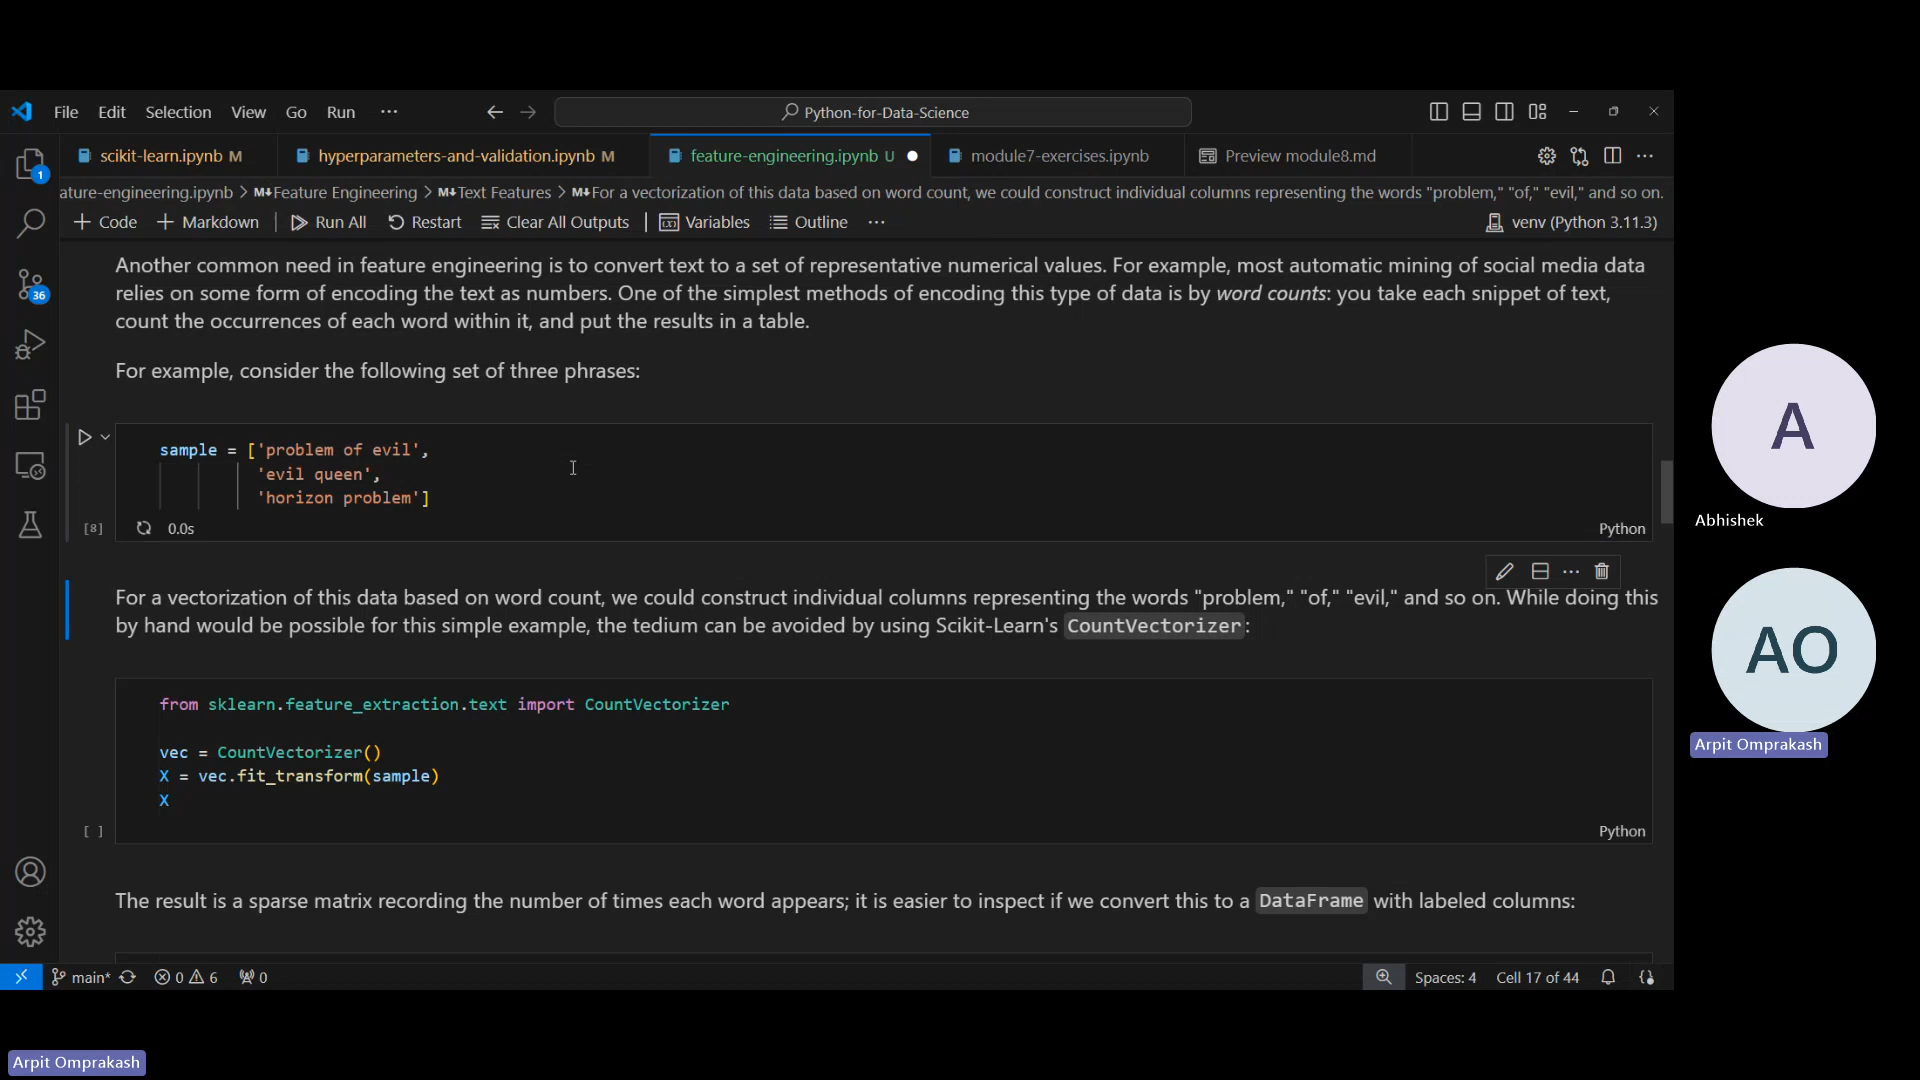 File Edit Selection View Go Run ··· Python-for-Data-Science
scikit-learn.ipynb M hyperparameters-and-validation.ipynb M feature-engineering.ipynb U module7-exercises.ipynb Preview module8.md
ature-engineering.ipynb > M↓Feature Engineering > M↓Text Features > M↓For a vectorization of this data based on word count, we could construct individual columns representing the words "problem," "of," "evil," and so on.
+ Code + Markdown Run All Restart Clear All Outputs Variables Outline ··· venv (Python 3.11.3)
Another common need in feature engineering is to convert text to a set of representative numerical values. For example, most automatic mining of social media data
relies on some form of encoding the text as numbers. One of the simplest methods of encoding this type of data is by word counts: you take each snippet of text,
count the occurrences of each word within it, and put the results in a table.
For example, consider the following set of three phrases:
sample = ['problem of evil',
'evil queen',
'horizon problem']
[8] 0.0s Python
For a vectorization of this data based on word count, we could construct individual columns representing the words "problem," "of," "evil," and so on. While doing this
by hand would be possible for this simple example, the tedium can be avoided by using Scikit-Learn's CountVectorizer:
from sklearn.feature_extraction.text import CountVectorizer
vec = CountVectorizer()
X = vec.fit_transform(sample)
X
[ ] Python
The result is a sparse matrix recording the number of times each word appears; it is easier to inspect if we convert this to a DataFrame with labeled columns:
1
36
main* 0 6 0 Spaces: 4 Cell 17 of 44
A
Abhishek
AO
Arpit Omprakash
Arpit Omprakash